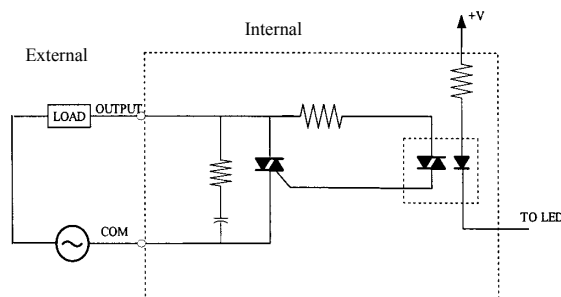 +V
Internal
External
LOAD
OUTPUT
COM
TO LED